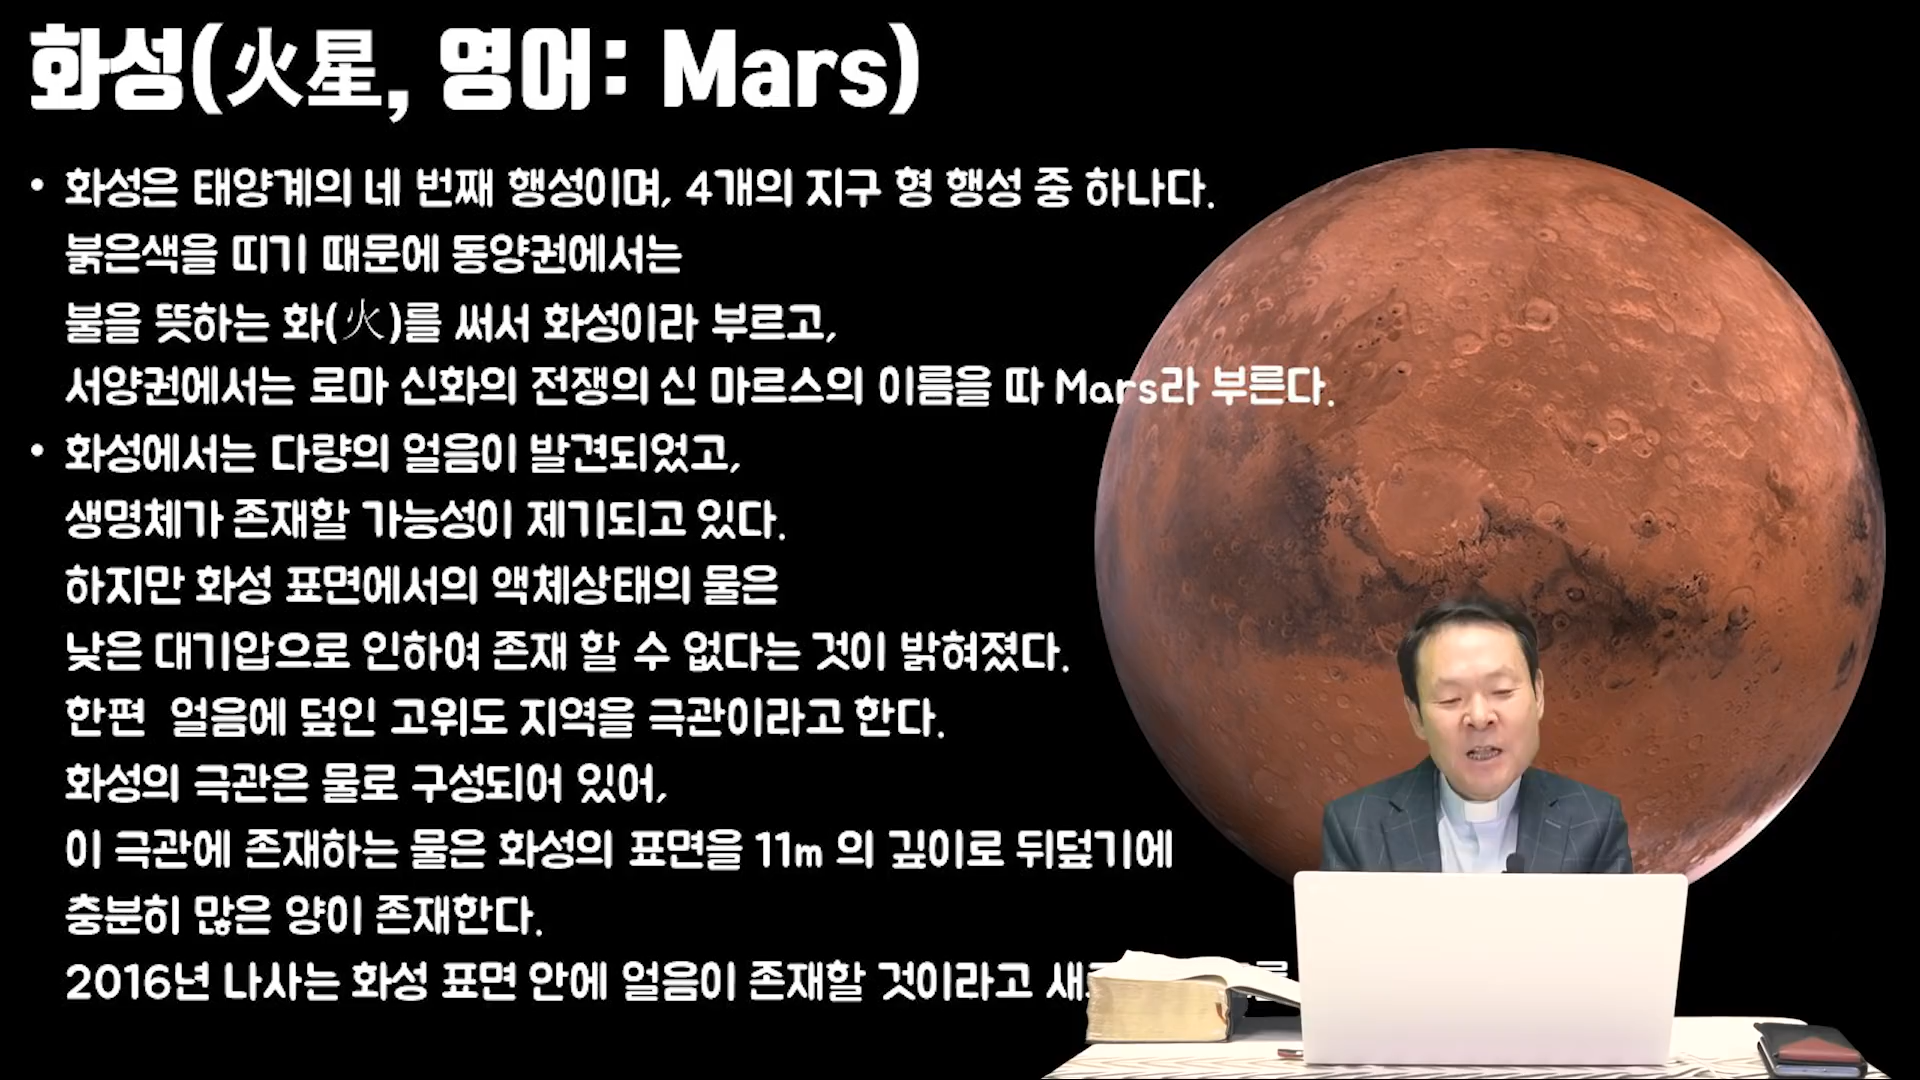 화성(火星, 영어: Mars)
• 화성은 태양계의 네 번째 행성이며, 4개의 지구 형 행성 중 하나다.
붉은색을 띠기 때문에 동양권에서는
불을 뜻하는 화(火)를 써서 화성이라 부르고,
서양권에서는 로마 신화의 전쟁의 신 마르스의 이름을 따 Mars라 부른다.
• 화성에서는 다량의 얼음이 발견되었고,
생명체가 존재할 가능성이 제기되고 있다.
하지만 화성 표면에서의 액체상태의 물은
낮은 대기압으로 인하여 존재 할 수 없다는 것이 밝혀졌다.
한편 얼음에 덮인 고위도 지역을 극관이라고 한다.
화성의 극관은 물로 구성되어 있어,
이 극관에 존재하는 물은 화성의 표면을 11m 의 깊이로 뒤덮기에
충분히 많은 양이 존재한다.
2016년 나사는 화성 표면 안에 얼음이 존재할 것이라고